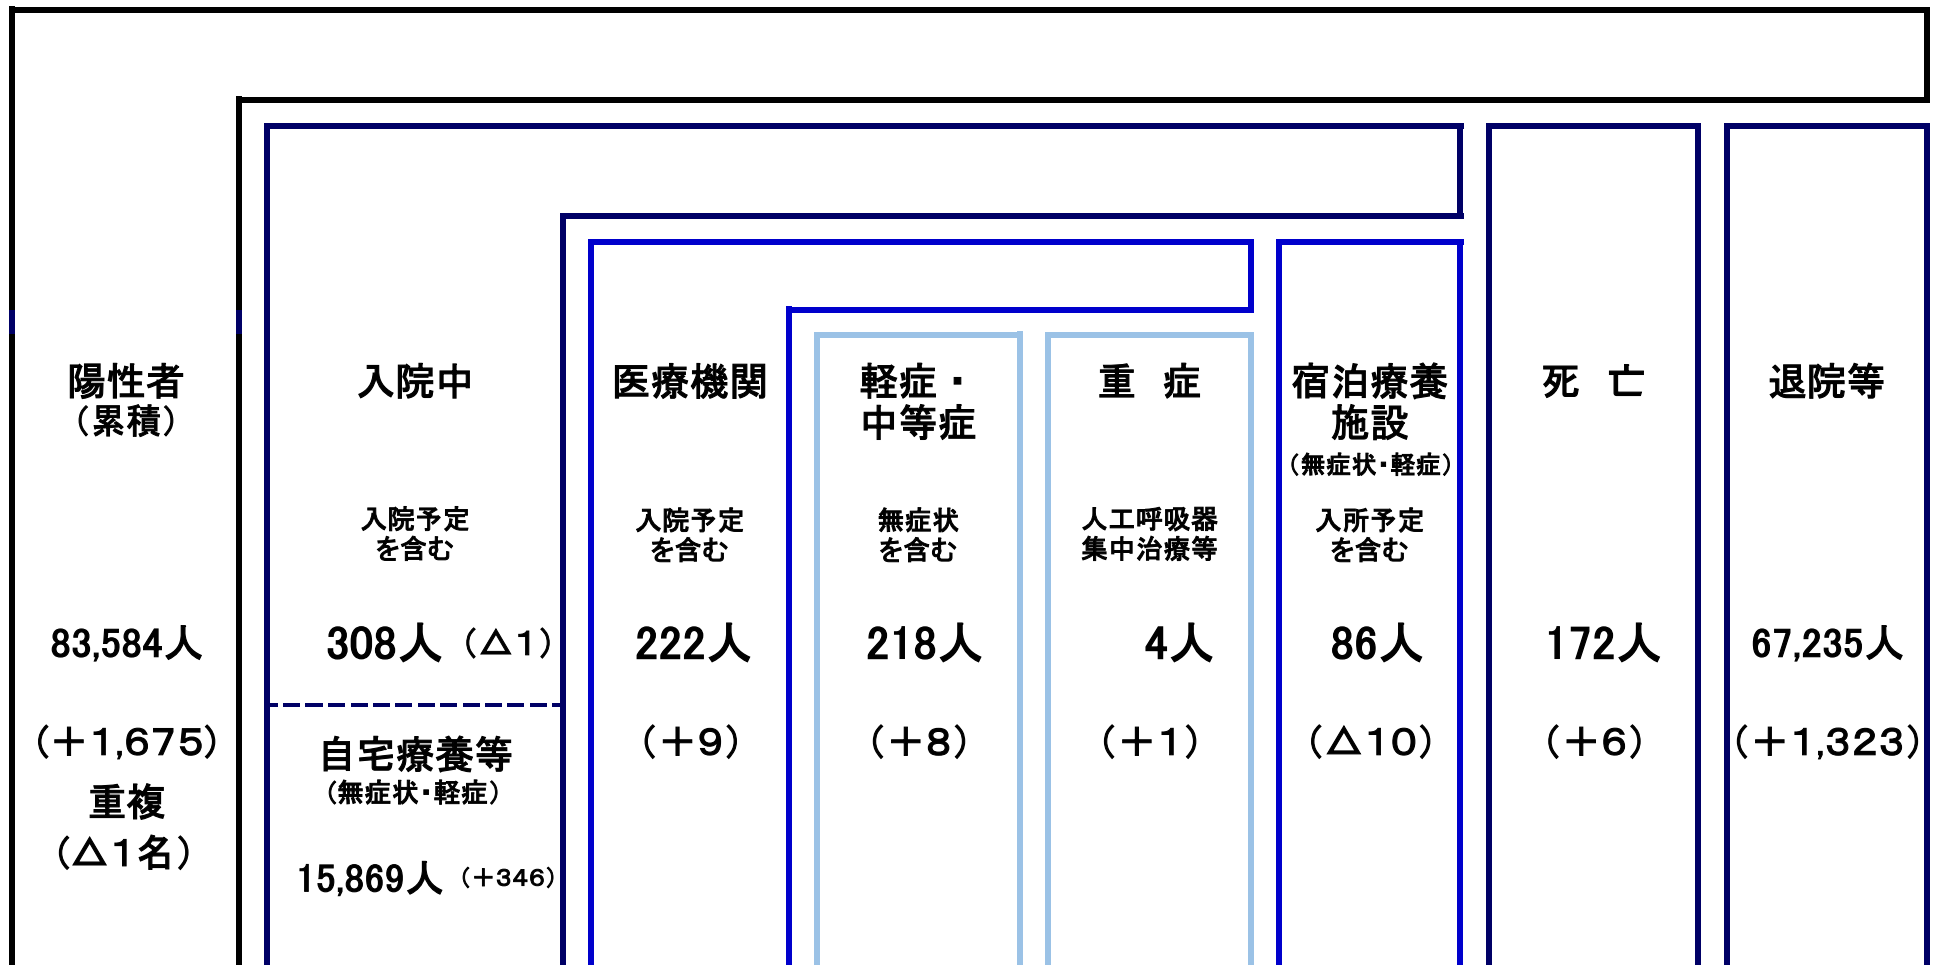 陽性者
（累積）
83,584人
（＋1,675）
重複
（△1名）
入院中
入院予定
を含む
308人（△1）
自宅療養等
（無症状・軽症）
15,869人（＋346）
医療機関
入院予定
を含む
222人
（＋9）
軽症・
中等症
無症状
を含む
218人
（＋8）
重　症
人工呼吸器
集中治療等
4人
（＋1）
宿泊療養
施設
（無症状・軽症）
入所予定
を含む
86人
（△10）
死　亡
172人
（＋6）
退院等
67,235人
（＋1,323）